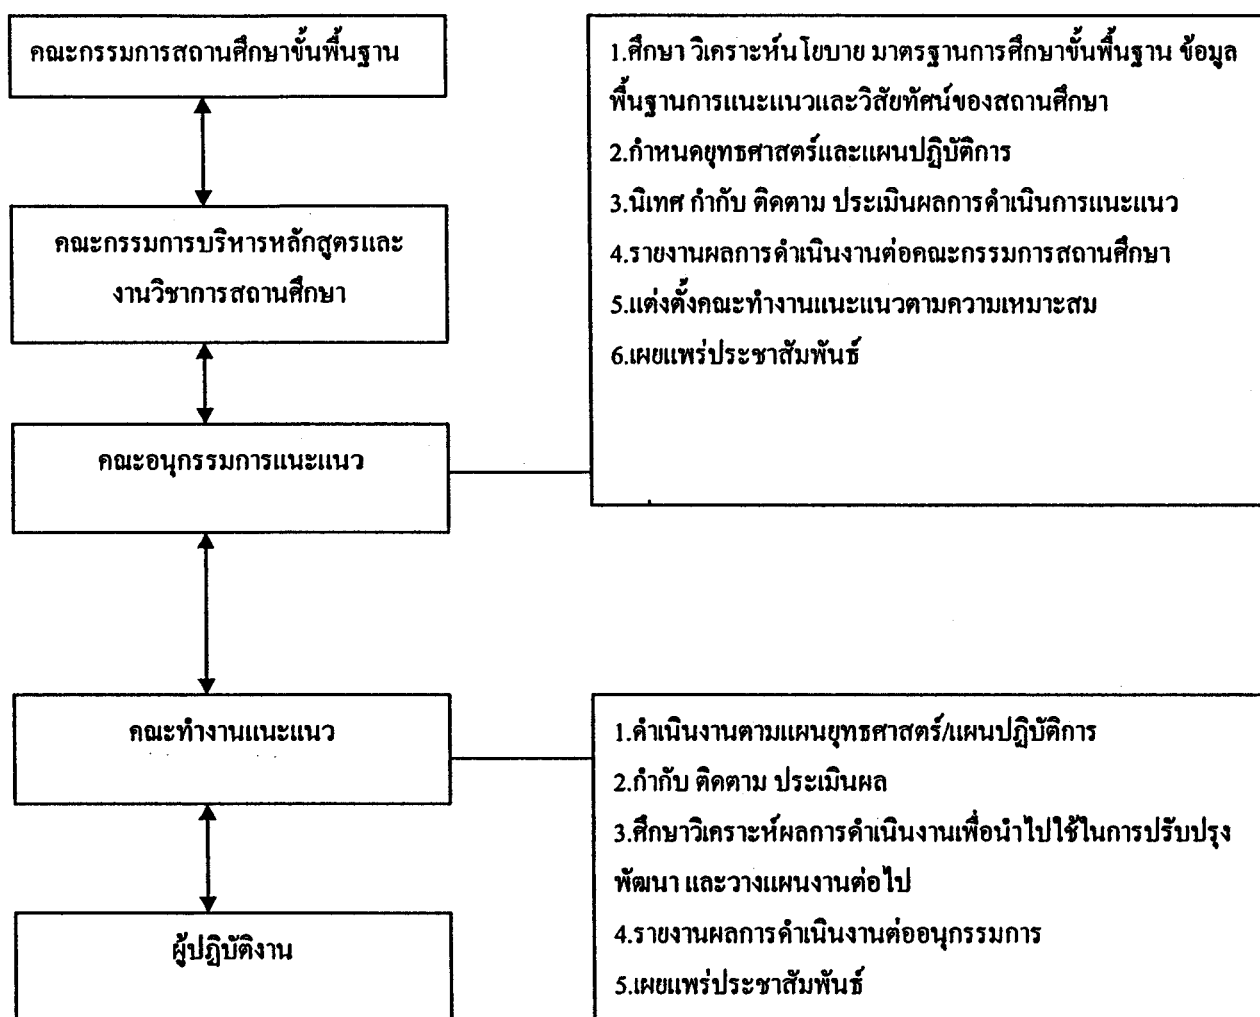 คณะกรรมการสถานศึกษาขั้นพื้นฐาน
คณะกรรมการบริหารหลักสูตรและ
งานวิชาการสถานศึกษา
คณะอนุกรรมการแนะแนว
1.ศึกษา วิเคราะห์นโยบาย มาตรฐานการศึกษาขั้นพื้นฐาน ข้อมูล
พื้นฐานการแนะแนวและวิสัยทัศน์ของสถานศึกษา
2.กำหนดยุทธศาสตร์และแผนปฏิบัติการ
3.นิเทศ กำกับ ติดตาม ประเมินผลการดำเนินการแนะแนว
4.รายงานผลการดำเนินงานต่อคณะกรรมการสถานศึกษา
5.แต่งตั้งคณะทำงานแนะแนวตามความเหมาะสม
6.เผยแพร่ประชาสัมพันธ์
คณะทำงานแนะแนว
ผู้ปฏิบัติงาน
1.ดำเนินงานตามแผนยุทธศาสตร์/แผนปฏิบัติการ
2.กำกับ ติดตาม ประเมินผล
3.ศึกษาวิเคราะห์ผลการดำเนินงานเพื่อนำไปใช้ในการปรับปรุง
พัฒนา และวางแผนงานต่อไป
4.รายงานผลการดำเนินงานต่ออนุกรรมการ
5.เผยแพร่ประชาสัมพันธ์